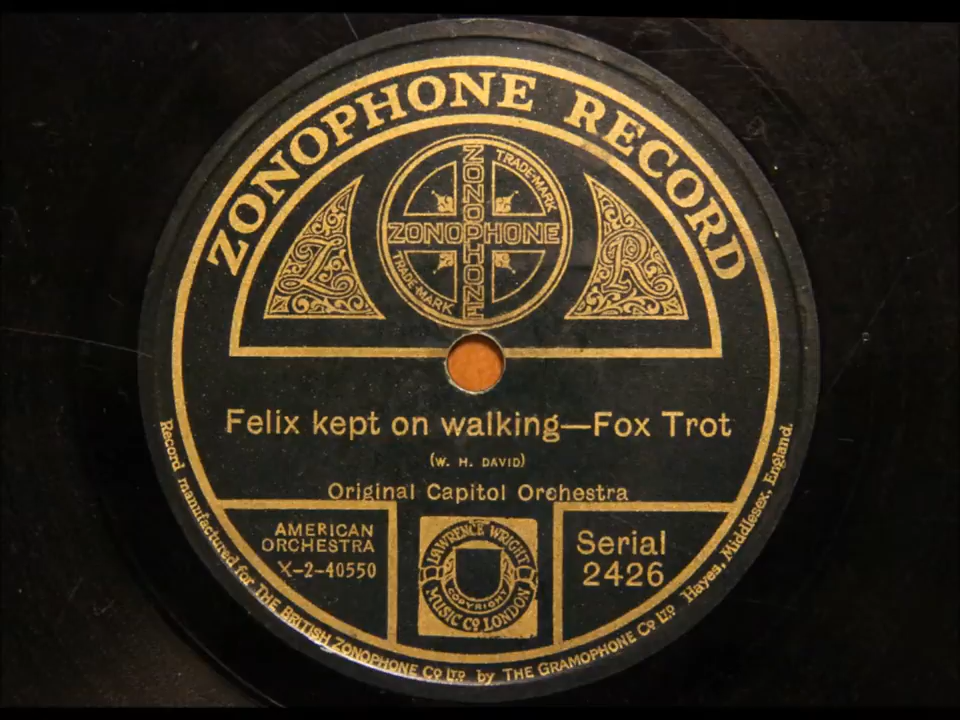 ZONOPHONE RECORD
ZONOPHONE
ZONOPHONE
TRADE-MARK
TRADE-MARK
Z
R
Felix kept on walking—Fox Trot
(W. H. DAVID)
Original Capitol Orchestra
AMERICAN
ORCHESTRA
X-2-40550
LAWRENCE WRIGHT
COPYRIGHT
MUSIC Cº LONDON
Serial
2426
Record manufactured for THE BRITISH ZONOPHONE Cº LTD by THE GRAMOPHONE Cº LTD Hayes, Middlesex, England.